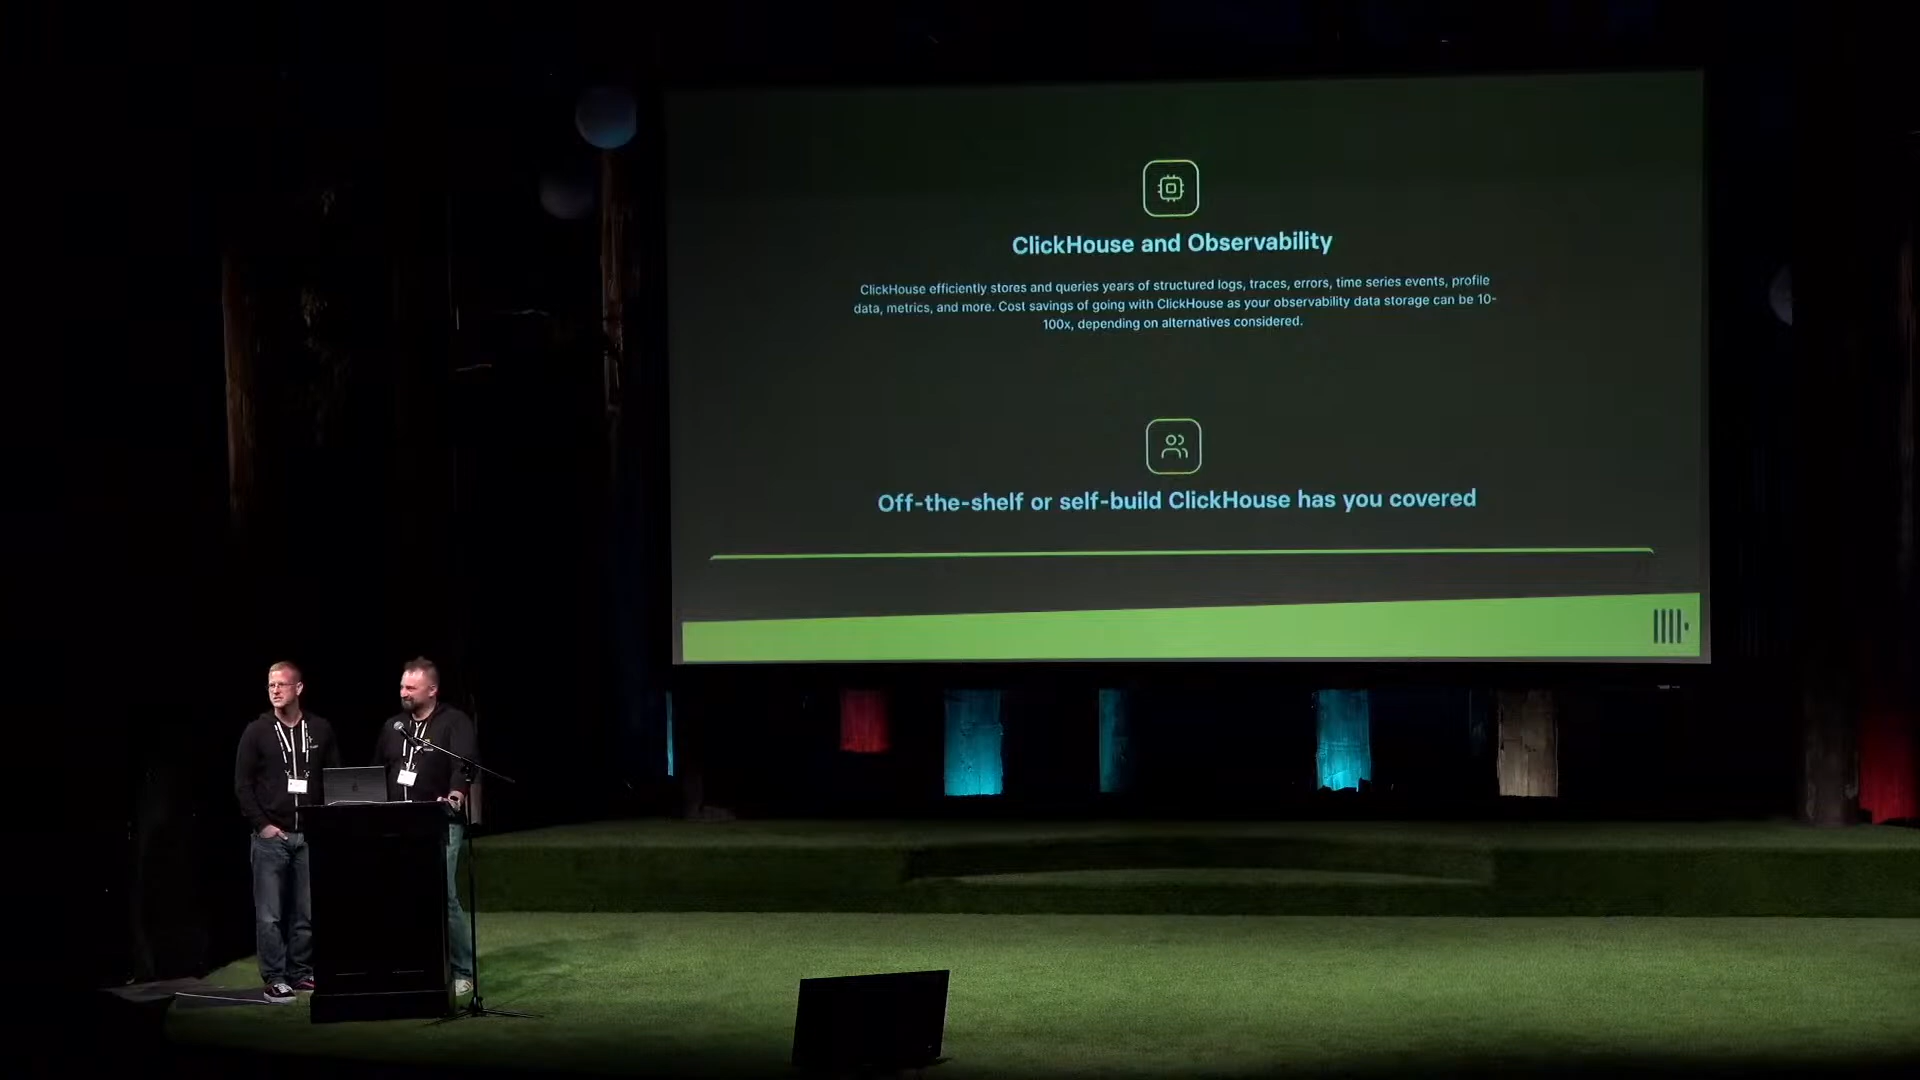 ClickHouse and Observability
ClickHouse efficiently stores and queries years of structured logs, traces, errors, time series events, profile
data, metrics, and more. Cost savings of going with ClickHouse as your observability data storage can be 10-
100x, depending on alternatives considered.
Off-the-shelf or self-build ClickHouse has you covered